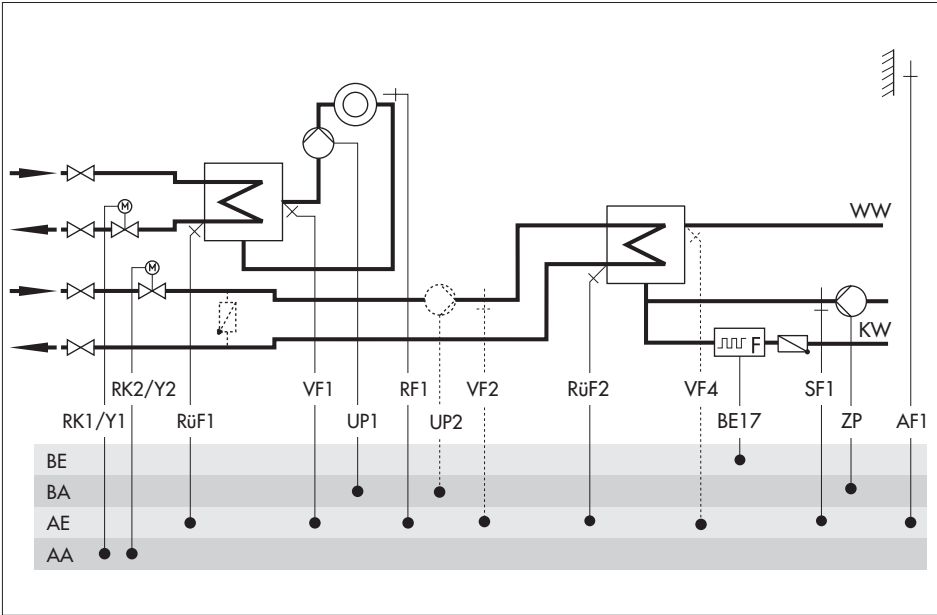 M
M
WW
KW
F
RK2/Y2
VF1
RF1
VF2
RüF2
VF4
SF1
RK1/Y1
RüF1
UP1
UP2
BE17
ZP
AF1
BE
BA
AE
AA